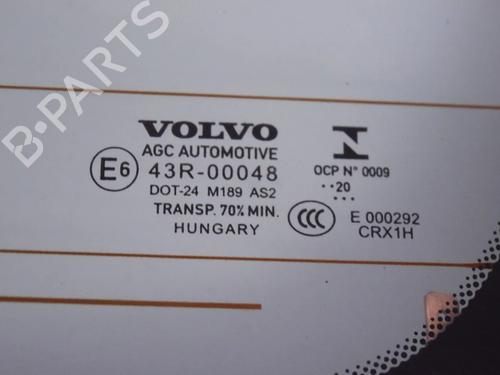 B-PARTS
VOLVO
AGC AUTOMOTIVE
E6 43R-00048
DOT-24 M189 AS2
TRANSP. 70% MIN.
HUNGARY
OCP N° 0009
··20
···
CCC
E 000292
CRX1H